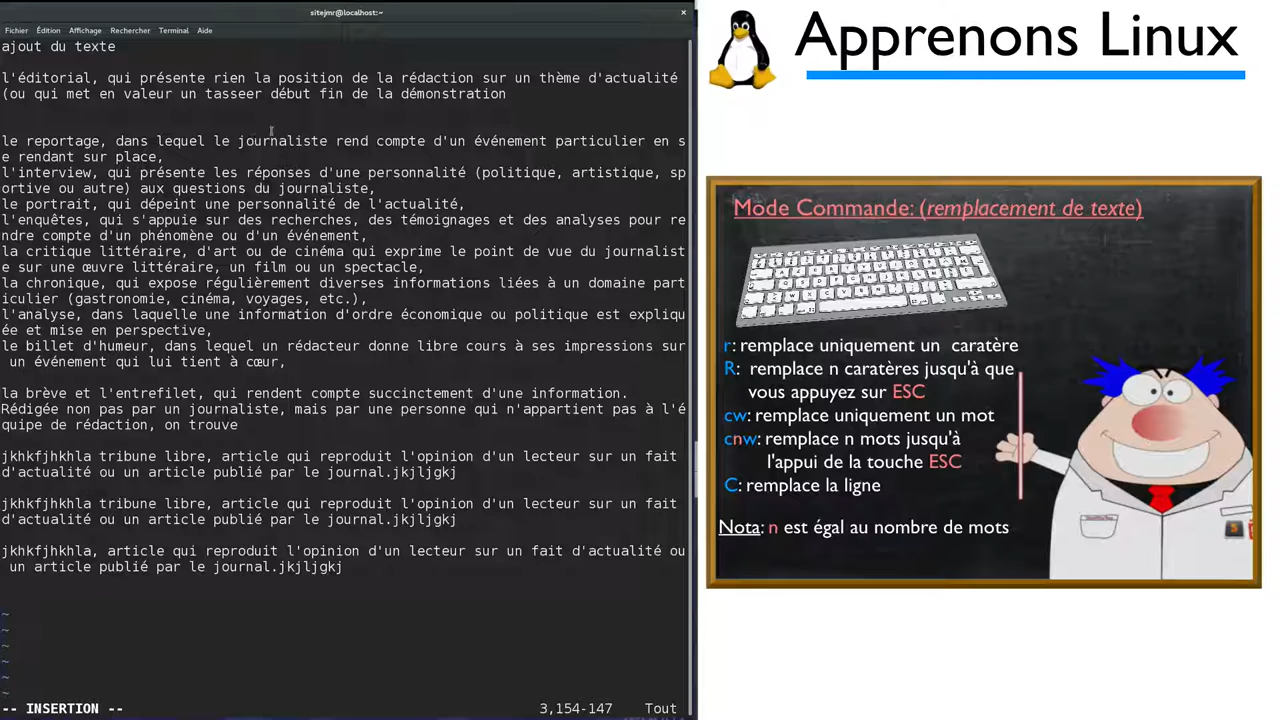 sitejmr@localhost:~
×
Fichier Édition Affichage Rechercher Terminal Aide
ajout du texte
l'éditorial, qui présente rien la position de la rédaction sur un thème d'actualité
(ou qui met en valeur un tasseer début fin de la démonstration
le reportage, dans lequel le journaliste rend compte d'un événement particulier en s
e rendant sur place,
l'interview, qui présente les réponses d'une personnalité (politique, artistique, sp
ortive ou autre) aux questions du journaliste,
le portrait, qui dépeint une personnalité de l'actualité,
l'enquêtes, qui s'appuie sur des recherches, des témoignages et des analyses pour re
ndre compte d'un phénomène ou d'un événement,
la critique littéraire, d'art ou de cinéma qui exprime le point de vue du journalist
e sur une œuvre littéraire, un film ou un spectacle,
la chronique, qui expose régulièrement diverses informations liées à un domaine part
iculier (gastronomie, cinéma, voyages, etc.),
l'analyse, dans laquelle une information d'ordre économique ou politique est expliqu
ée et mise en perspective,
le billet d'humeur, dans lequel un rédacteur donne libre cours à ses impressions sur
un événement qui lui tient à cœur,
la brève et l'entrefilet, qui rendent compte succinctement d'une information.
Rédigée non pas par un journaliste, mais par une personne qui n'appartient pas à l'é
quipe de rédaction, on trouve
jkhkfjhkhla tribune libre, article qui reproduit l'opinion d'un lecteur sur un fait
d'actualité ou un article publié par le journal.jkjljgkj
jkhkfjhkhla tribune libre, article qui reproduit l'opinion d'un lecteur sur un fait
d'actualité ou un article publié par le journal.jkjljgkj
jkhkfjhkhla, article qui reproduit l'opinion d'un lecteur sur un fait d'actualité ou
un article publié par le journal.jkjljgkj
~
~
~
~
~
~
-- INSERTION -- 3,154-147 Tout
Apprenons Linux
Mode Commande: (remplacement de texte)
r: remplace uniquement un caratère
R: remplace n caratères jusqu'à que
vous appuyez sur ESC
cw: remplace uniquement un mot
cnw: remplace n mots jusqu'à
l'appui de la touche ESC
C: remplace la ligne
Nota: n est égal au nombre de mots